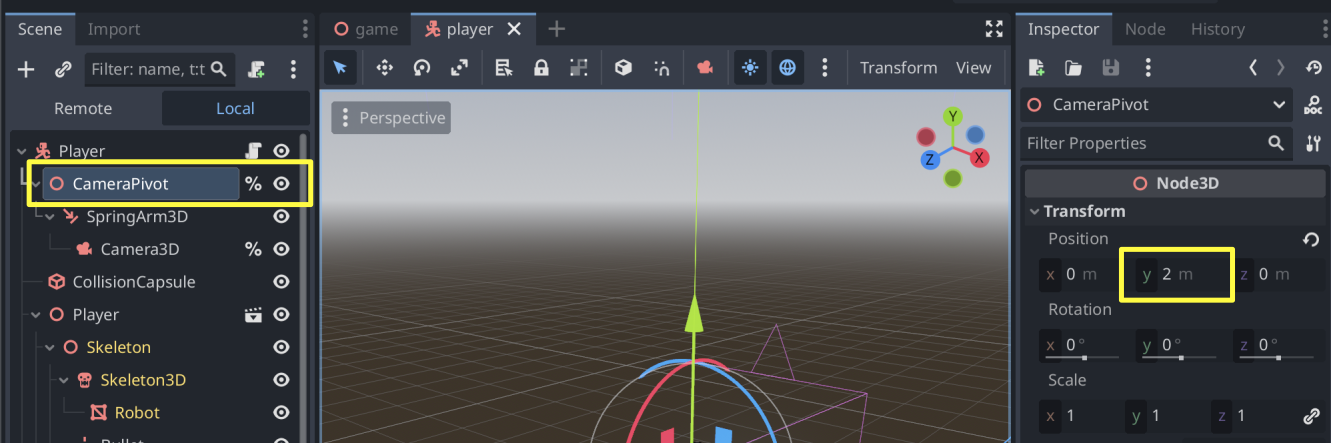 Scene Import
game player
Inspector Node History
Filter: name, t:t
Transform View
Remote Local
Perspective
CameraPivot
Filter Properties
Y
X
Z
Player
CameraPivot %
SpringArm3D
Camera3D %
CollisionCapsule
Player
Skeleton
Skeleton3D
Robot
DOC
Node3D
Transform
Position
x 0 m y 2 m z 0 m
Rotation
x 0 ° y 0 ° z 0 °
Scale
x 1 y 1 z 1